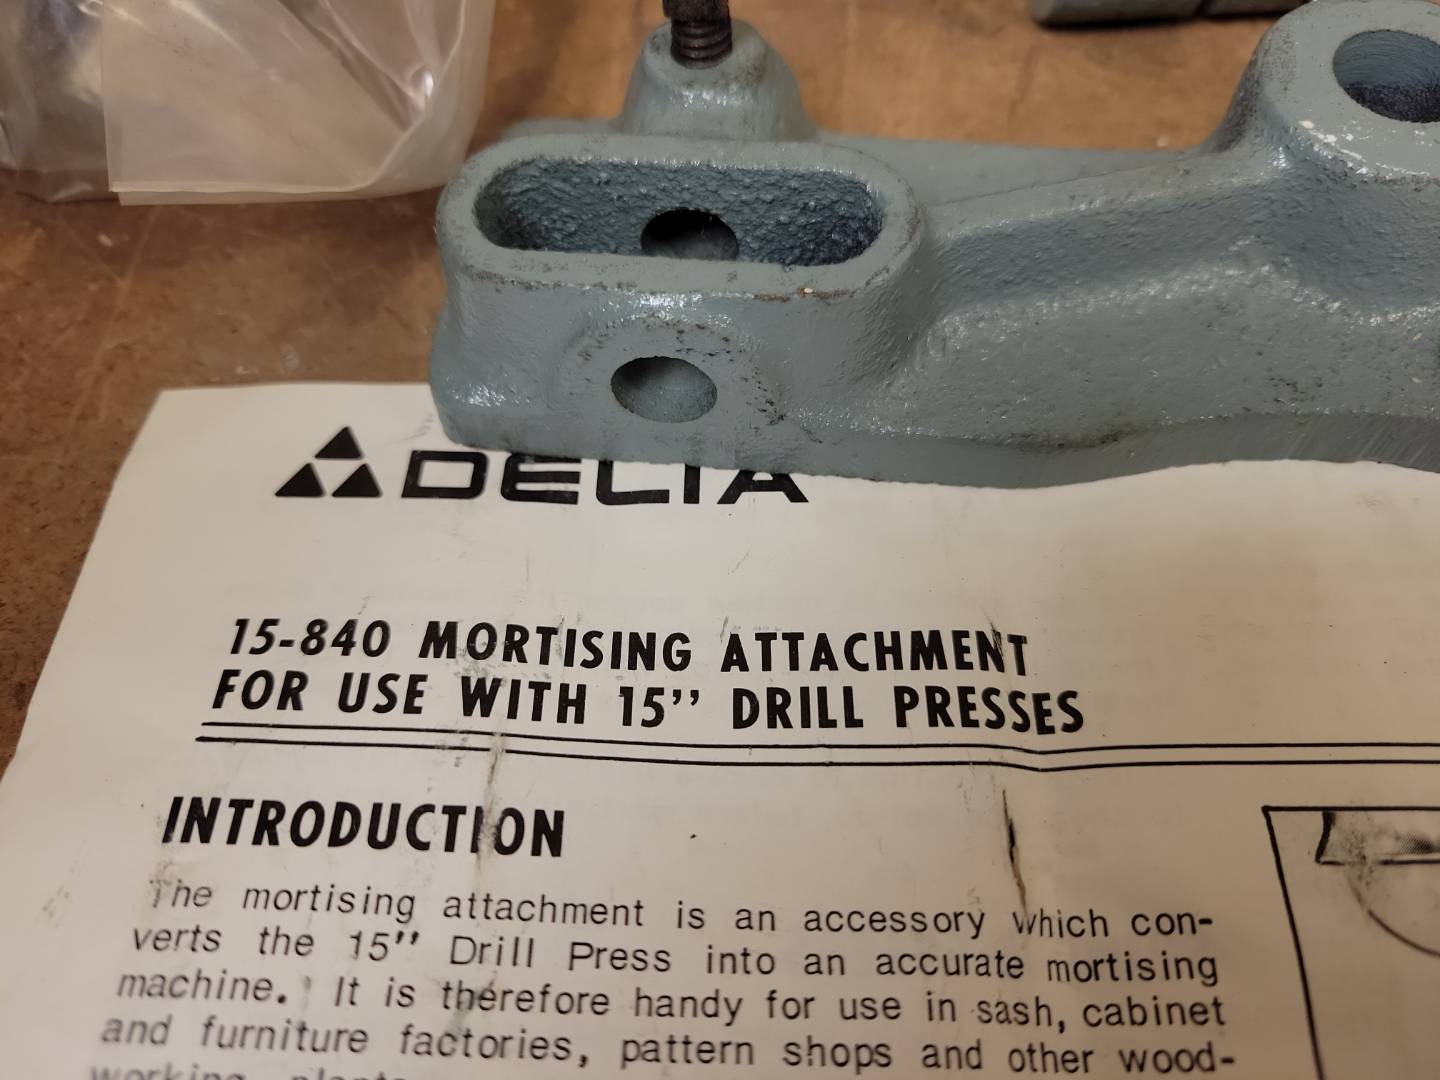 DELTA
15-840 MORTISING ATTACHMENT
FOR USE WITH 15’’ DRILL PRESSES
INTRODUCTION
The mortising attachment is an accessory which con-
verts the 15" Drill Press into an accurate mortising
machine. It is therefore handy for use in sash, cabinet
and furniture factories, pattern shops and other wood-
working plants